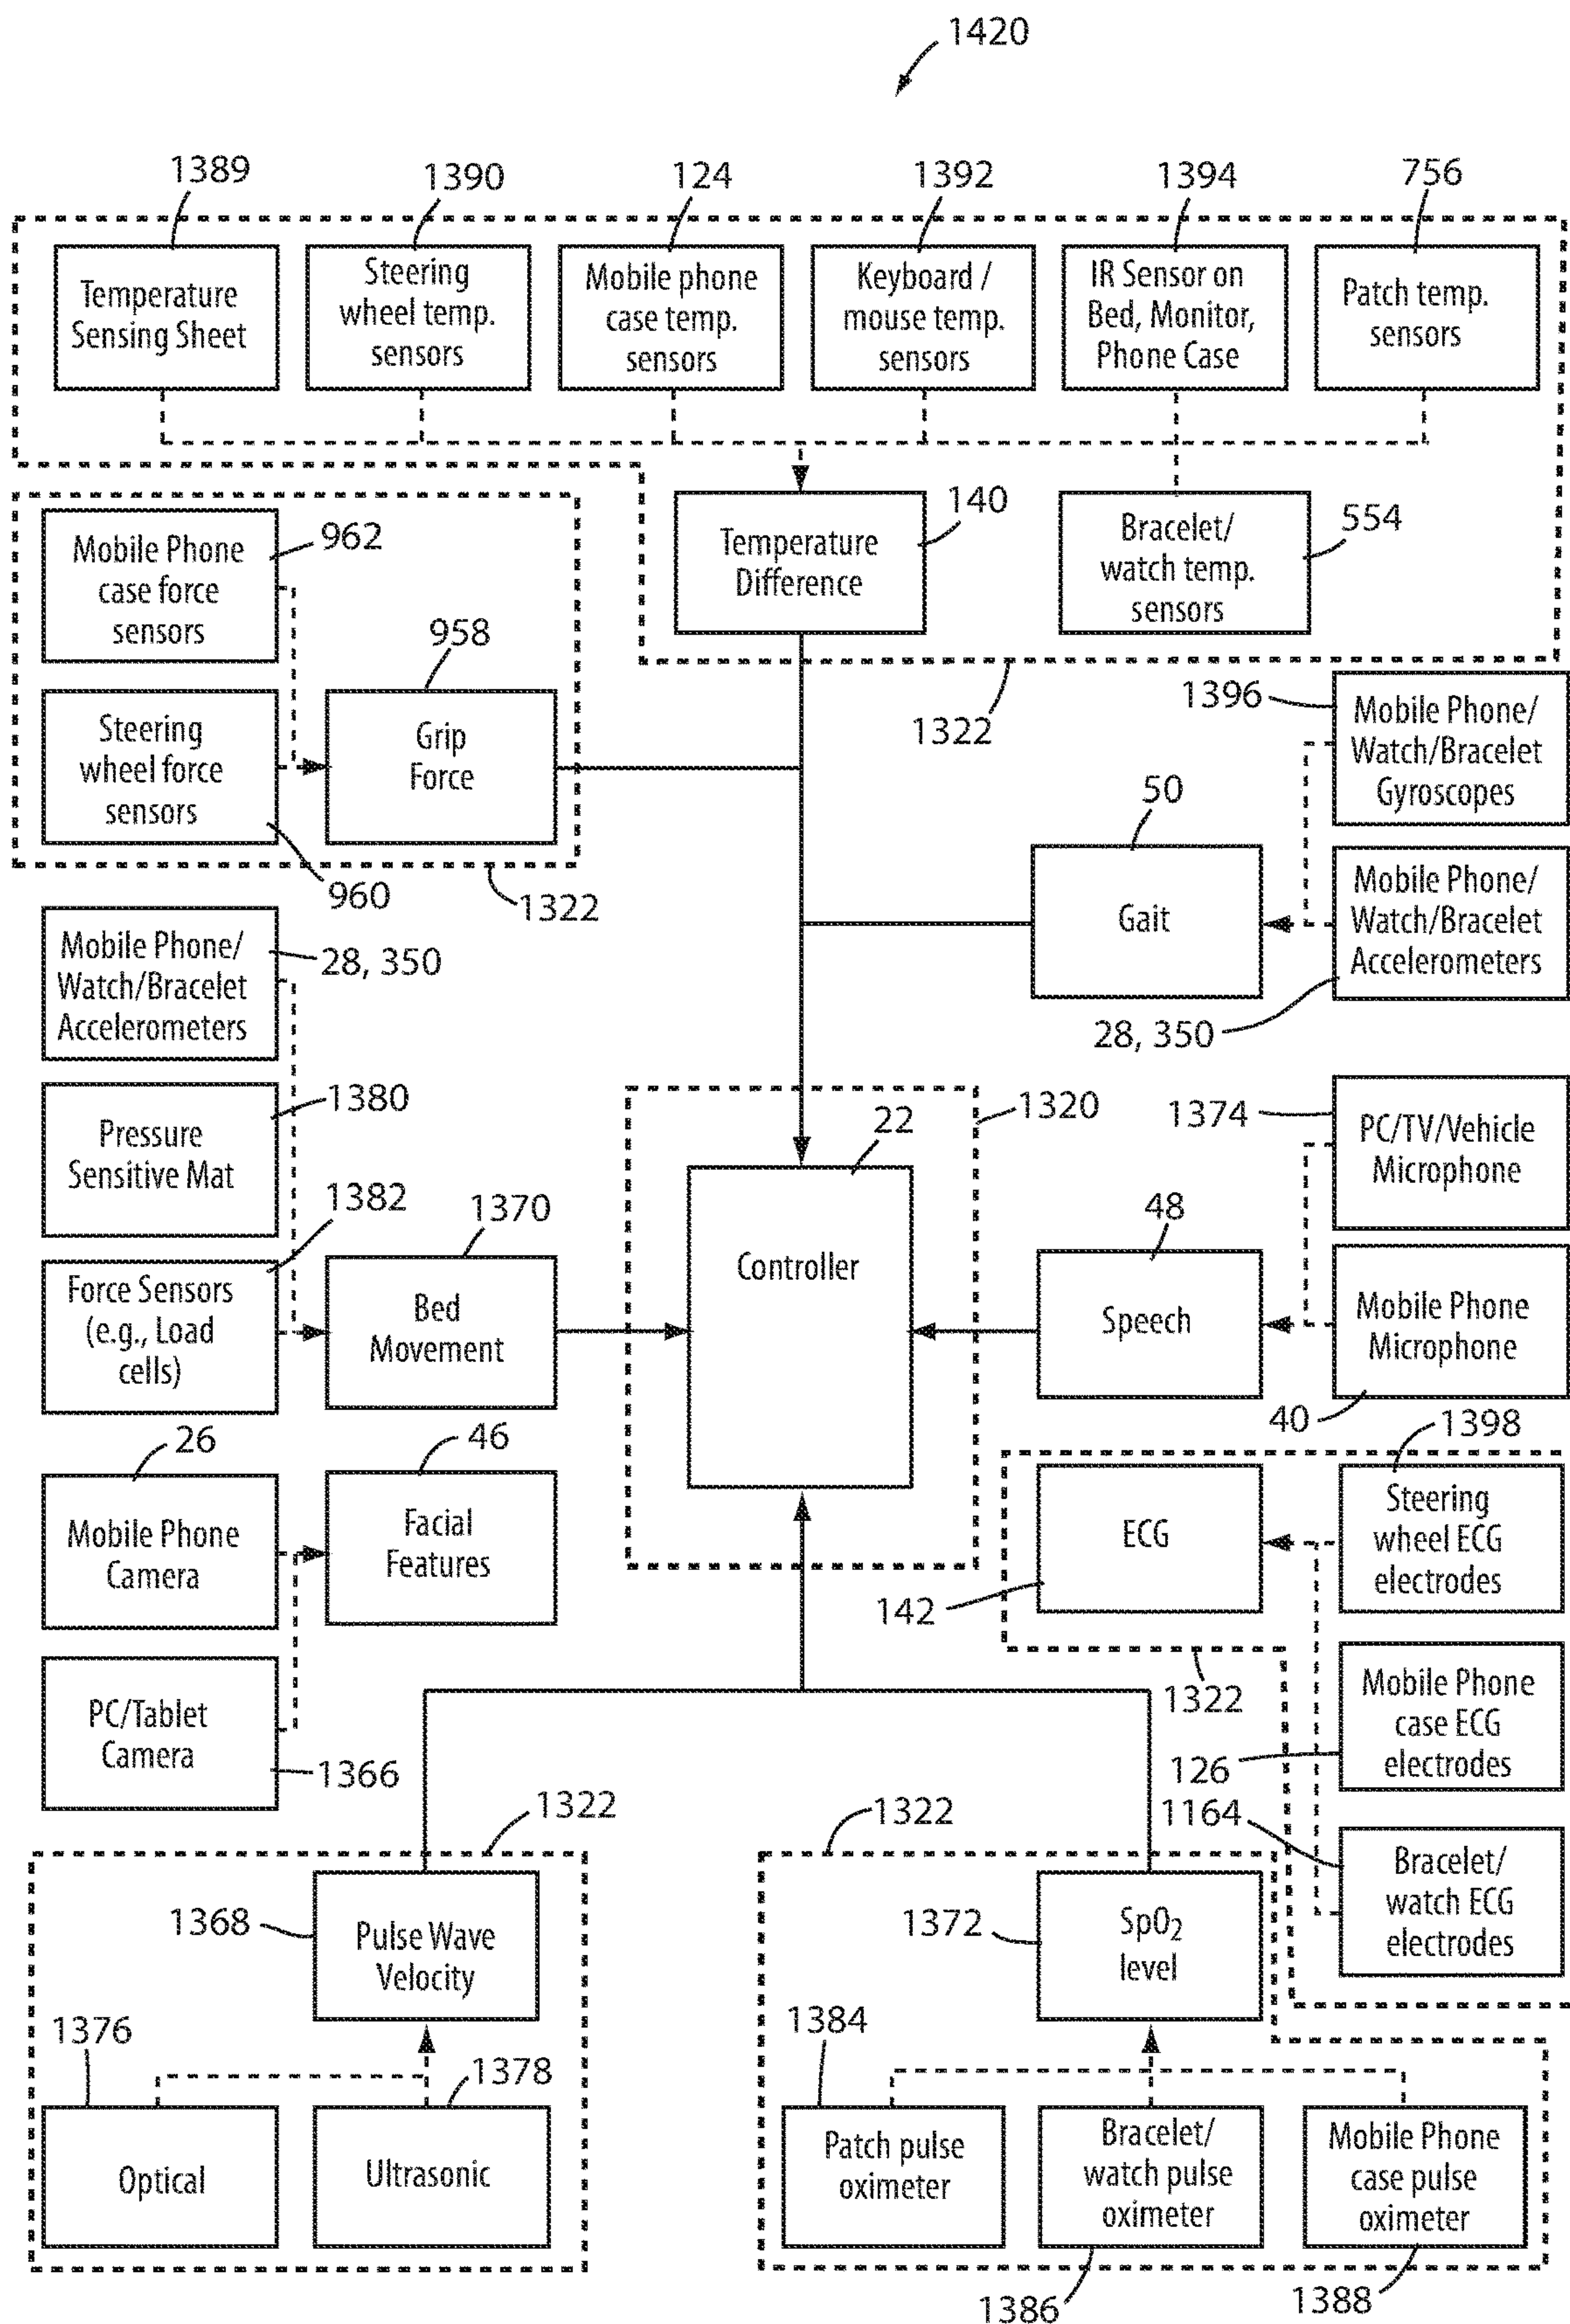 1420
1389
1390
124
1392
1394
756
Temperature
Sensing Sheet
Steering
wheel temp.
sensors
Mobile phone
case temp.
sensors
Keyboard /
mouse temp.
sensors
IR Sensor on
Bed, Monitor,
Phone Case
Patch temp.
sensors
Mobile Phone
case force
sensors
962
Temperature
Difference
140
Bracelet/
watch temp.
sensors
554
958
Steering
wheel force
sensors
Grip
Force
960
1322
1322
1396
Mobile Phone/
Watch/Bracelet
Gyroscopes
50
Gait
Mobile Phone/
Watch/Bracelet
Accelerometers
28, 350
Mobile Phone/
Watch/Bracelet
Accelerometers
28, 350
Pressure
Sensitive Mat
1380
1382
1370
Force Sensors
(e.g., Load
cells)
Bed
Movement
22
1320
Controller
1374
PC/TV/Vehicle
Microphone
48
Speech
Mobile Phone
Microphone
40
26
46
Mobile Phone
Camera
Facial
Features
PC/Tablet
Camera
1366
1398
ECG
Steering
wheel ECG
electrodes
142
1322
Mobile Phone
case ECG
electrodes
126
1164
Bracelet/
watch ECG
electrodes
1322
1368
Pulse Wave
Velocity
1376
1378
Optical
Ultrasonic
1322
1372
SpO₂
level
1384
Patch pulse
oximeter
Bracelet/
watch pulse
oximeter
Mobile Phone
case pulse
oximeter
1386
1388